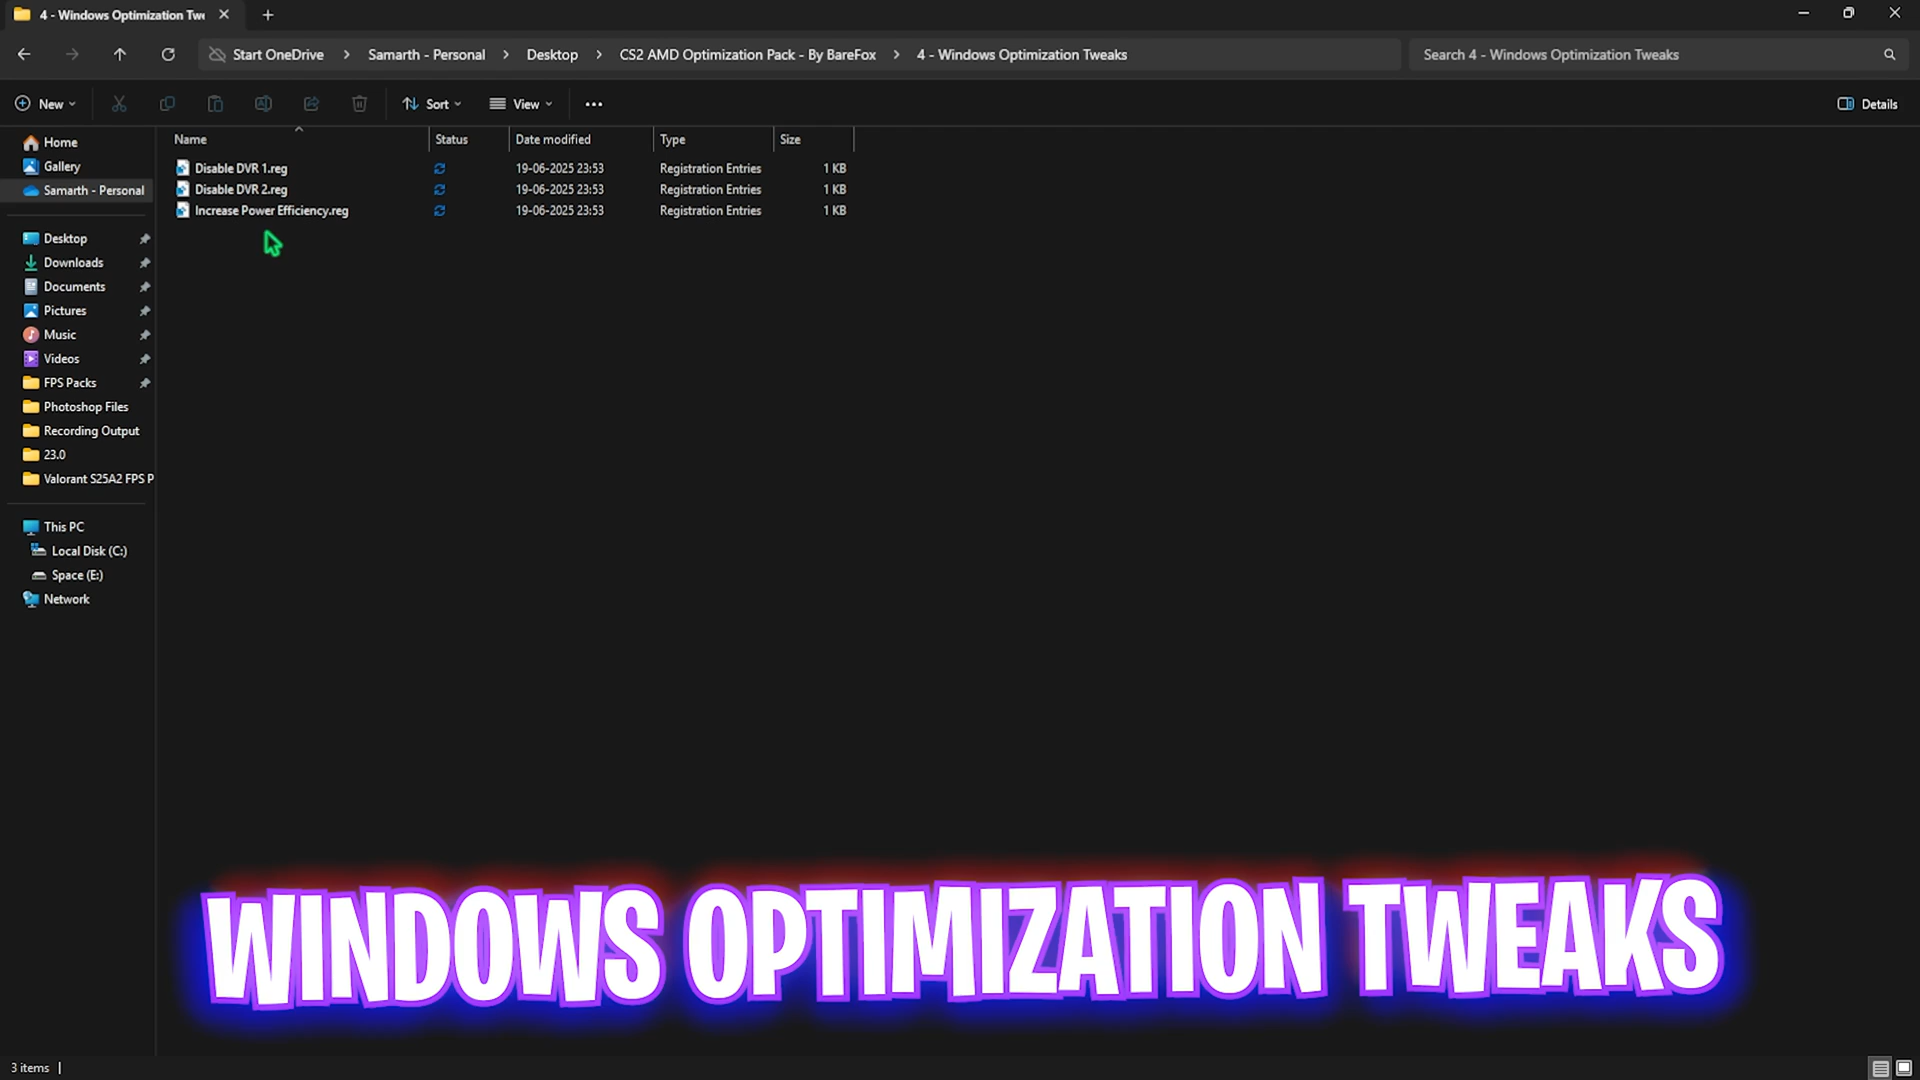 4 - Windows Optimization Twe
Start OneDrive > Samarth - Personal > Desktop > CS2 AMD Optimization Pack - By BareFox > 4 - Windows Optimization Tweaks
Search 4 - Windows Optimization Tweaks
New Sort View ... Details
Name Status Date modified Type Size
Disable DVR 1.reg 19-06-2025 23:53 Registration Entries 1 KB
Disable DVR 2.reg 19-06-2025 23:53 Registration Entries 1 KB
Increase Power Efficiency.reg 19-06-2025 23:53 Registration Entries 1 KB
Home
Gallery
Samarth - Personal
Desktop
Downloads
Documents
Pictures
Music
Videos
FPS Packs
Photoshop Files
Recording Output
23.0
Valorant S25A2 FPS P
This PC
Local Disk (C:)
Space (E:)
Network
WINDOWS OPTIMIZATION TWEAKS
3 items